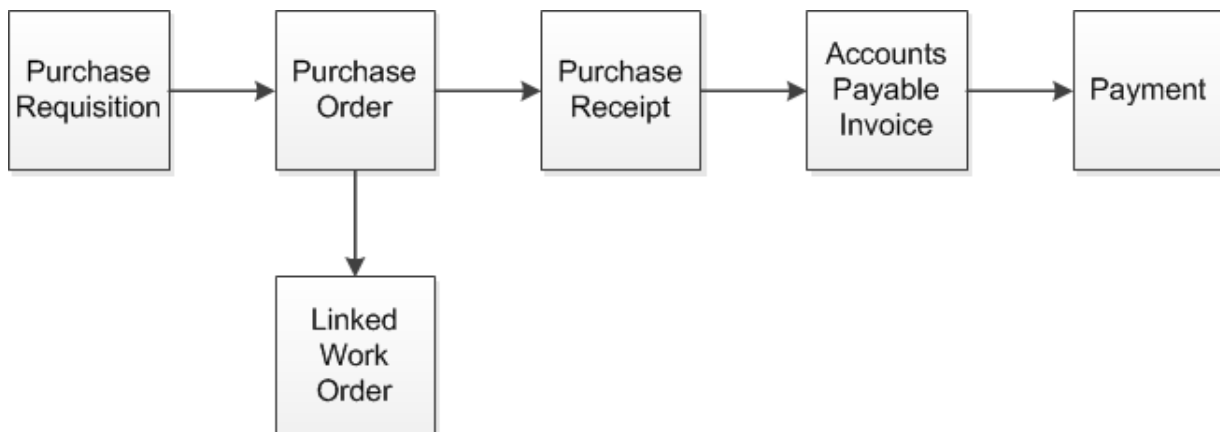 Purchase
Requisition
Purchase
Order
Purchase
Receipt
Accounts
Payable
Invoice
Payment
Linked
Work
Order